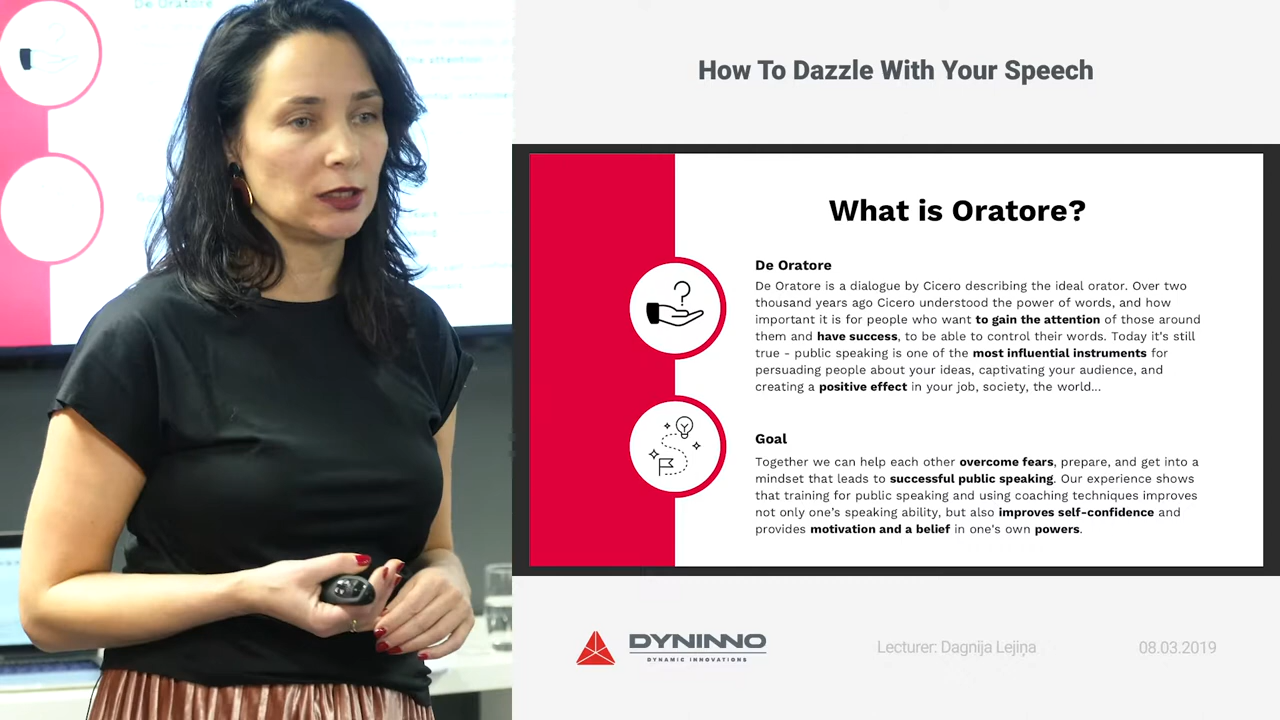 How To Dazzle With Your Speech
What is Oratore?
De Oratore
De Oratore is a dialogue by Cicero describing the ideal orator. Over two
thousand years ago Cicero understood the power of words, and how
important it is for people who want to gain the attention of those around
them and have success, to be able to control their words. Today it's still
true - public speaking is one of the most influential instruments for
persuading people about your ideas, captivating your audience, and
creating a positive effect in your job, society, the world...
Goal
Together we can help each other overcome fears, prepare, and get into a
mindset that leads to successful public speaking. Our experience shows
that training for public speaking and using coaching techniques improves
not only one's speaking ability, but also improves self-confidence and
provides motivation and a belief in one's own powers.
DYNINNO
DYNAMIC INNOVATIONS
Lecturer: Dagnija Lejiņa
08.03.2019
De Oratore